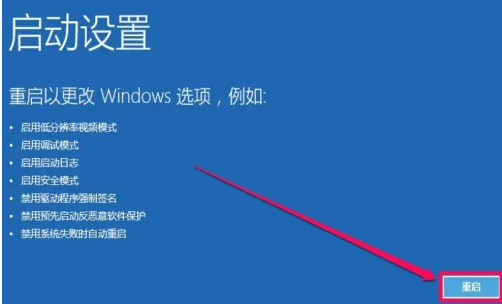 启动设置
重启以更改 Windows 选项，例如:
• 启用低分辨率视频模式
• 启用调试模式
• 启用启动日志
• 启用安全模式
• 禁用驱动程序强制签名
• 禁用预先启动反恶意软件保护
• 禁用系统失败时自动重启
重启